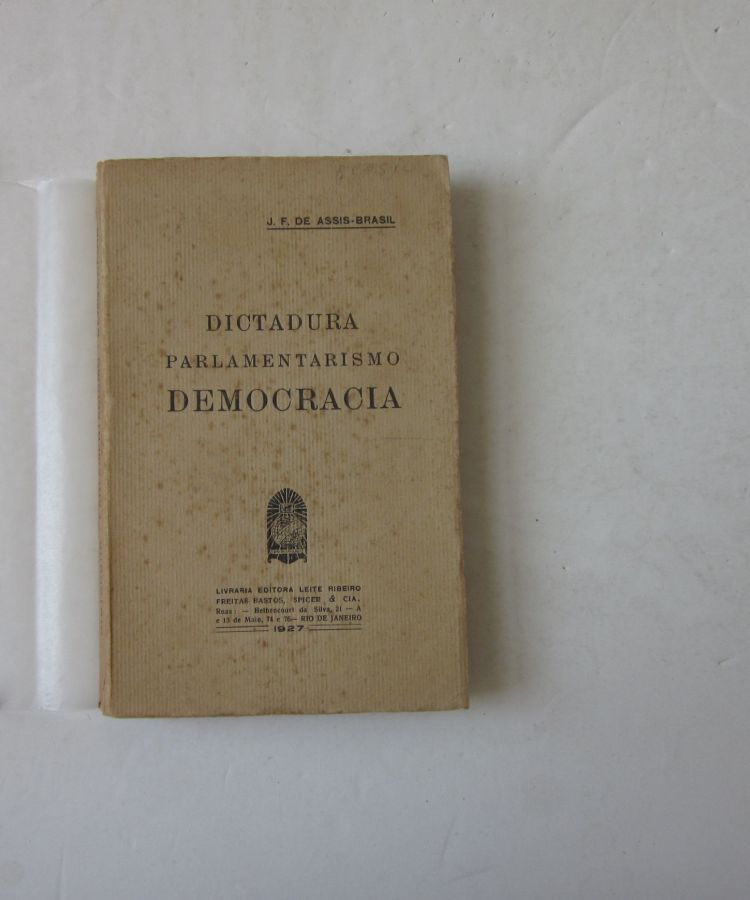 J. F. DE ASSIS-BRASIL
DICTADURA
PARLAMENTARISMO
DEMOCRACIA
LIVRARIA EDITORA LEITE RIBEIRO
FREITAS BASTOS, SPICER & CIA.
Ruas: — Bethencourt da Silva, 21 — A
e 13 de Maio, 74 e 76— RIO DE JANEIRO
1927